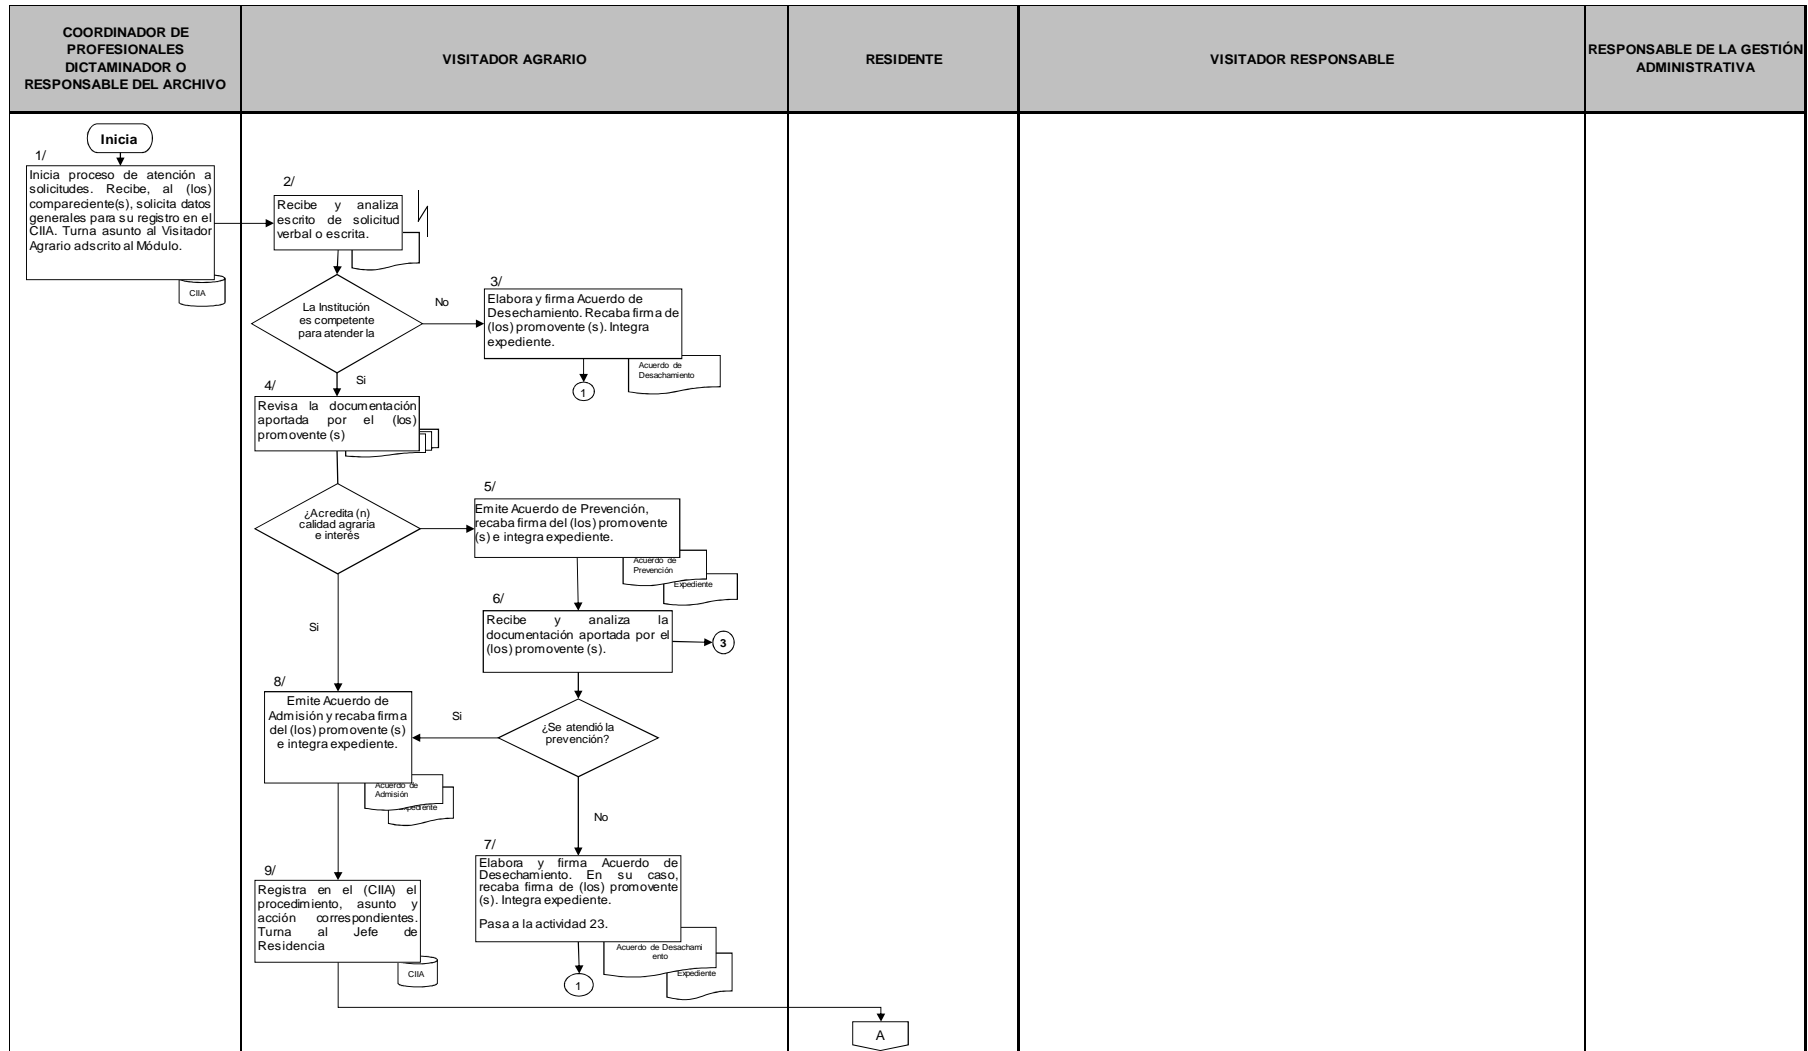 COORDINADOR DE
PROFESIONALES
DICTAMINADOR O
RESPONSABLE DEL ARCHIVO
VISITADOR AGRARIO
RESIDENTE
VISITADOR RESPONSABLE
RESPONSABLE DE LA GESTIÓN
ADMINISTRATIVA
Inicia
1/
Inicia proceso de atención a
solicitudes. Recibe, al (los)
compareciente(s), solicita datos
generales para su registro en el
CIIA. Turna asunto al Visitador
Agrario adscrito al Módulo.
CIIA
2/
Recibe y analiza
escrito de solicitud
verbal o escrita.
La Institución
es competente
para atender la
No
3/
Elabora y firma Acuerdo de
Desechamiento. Recaba firma de
(los) promovente (s). Integra
expediente.
Acuerdo de
Desachamiento
1
Si
4/
Revisa la documentación
aportada por el (los)
promovente (s)
¿Acredita (n)
calidad agraria
e interés
5/
Emite Acuerdo de Prevención,
recaba firma del (los) promovente
(s) e integra expediente.
Acuerdo de
Prevención
Expediente
6/
Recibe y analiza la
documentación aportada por el
(los) promovente (s).
3
Si
8/
Emite Acuerdo de
Admisión y recaba firma
del (los) promovente (s)
e integra expediente.
Acuerdo de
Admisión
Expediente
Si
¿Se atendió la
prevención?
No
7/
Elabora y firma Acuerdo de
Desechamiento. En su caso,
recaba firma de (los) promovente
(s). Integra expediente.
Pasa a la actividad 23.
Acuerdo de Desachami
ento
Expediente
1
9/
Registra en el (CIIA) el
procedimiento, asunto y
acción correspondientes.
Turna al Jefe de
Residencia
CIIA
A